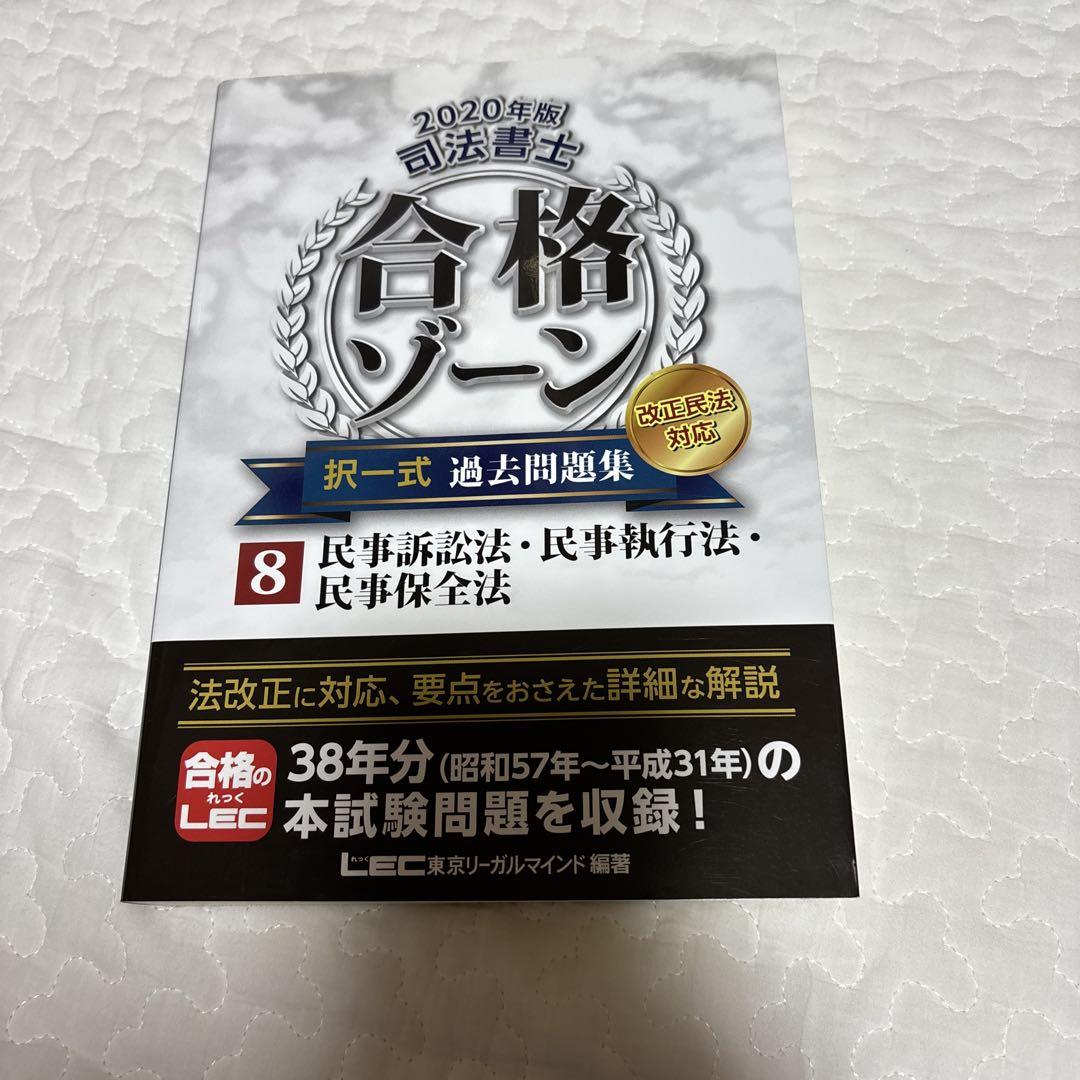 2020年版
司法書士
合格
ゾーン
改正民法
対応
択一式 過去問題集
8 民事訴訟法・民事執行法・
民事保全法
法改正に対応、要点をおさえた詳細な解説
合格の
れっく
LEC
38年分(昭和57年～平成31年)の
本試験問題を収録!
れっく
LEC東京リーガルマインド 編著